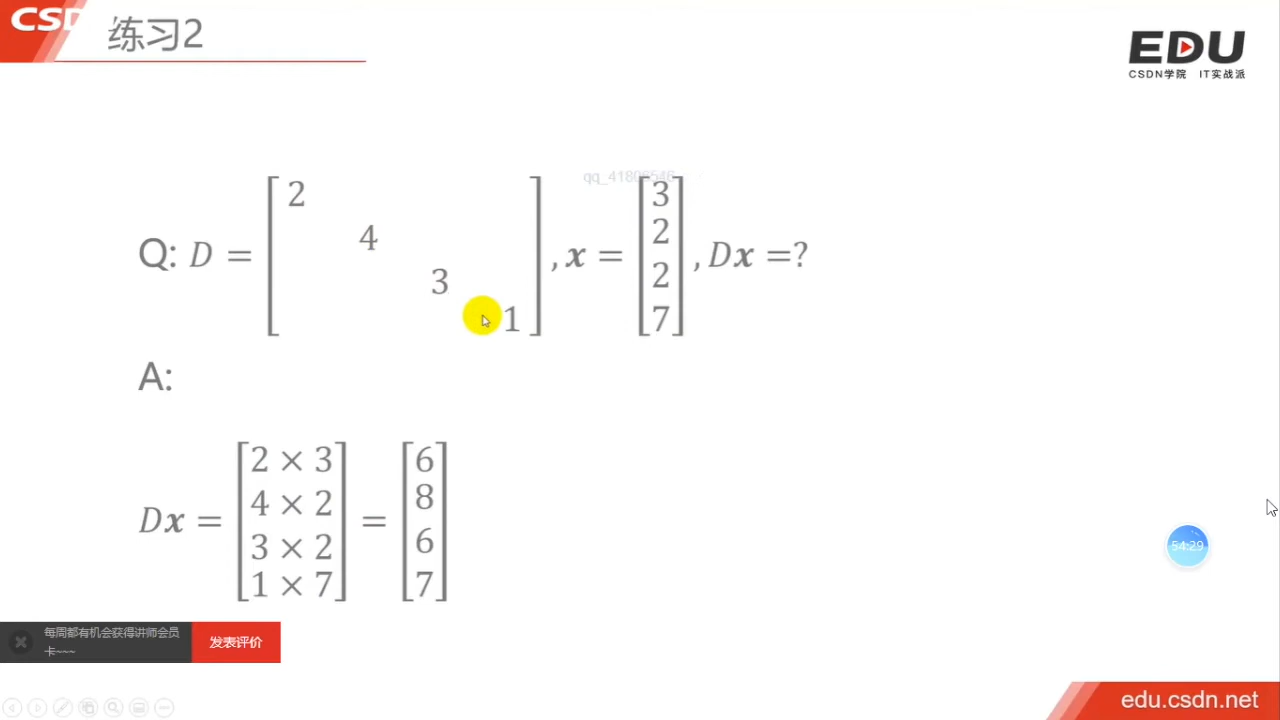 CSD
练习2
EDU
CSDN学院 IT实战派
qq_41806546
Q: D = [2 4 3 1], x = [3 2 2 7], Dx =?
A:
Dx = [2 × 3 4 × 2 3 × 2 1 × 7] = [6 8 6 7]
54:29
每周都有机会获得讲师会员
卡~~~
发表评价
edu.csdn.net